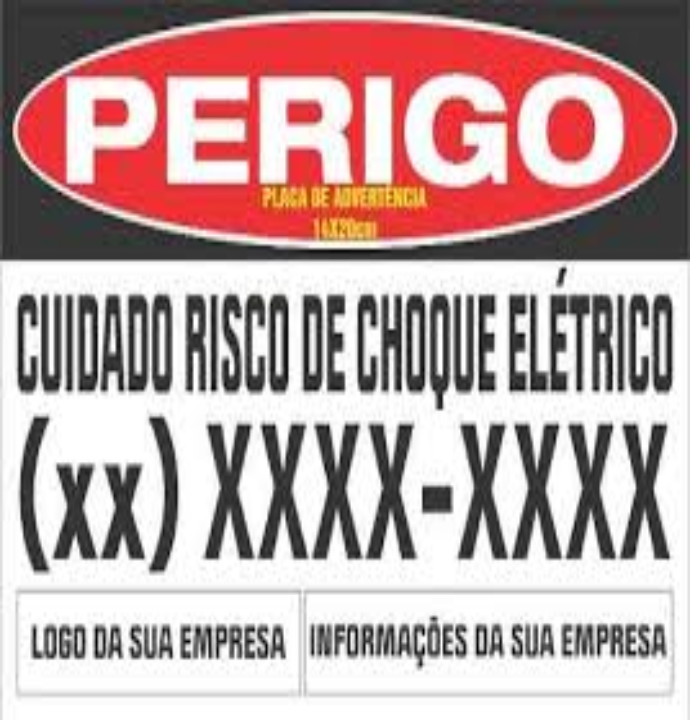 PERIGO
PLACA DE ADVERTÊNCIA
14X20cm
CUIDADO RISCO DE CHOQUE ELÉTRICO
(xx) XXXX-XXXX
LOGO DA SUA EMPRESA
INFORMAÇÕES DA SUA EMPRESA